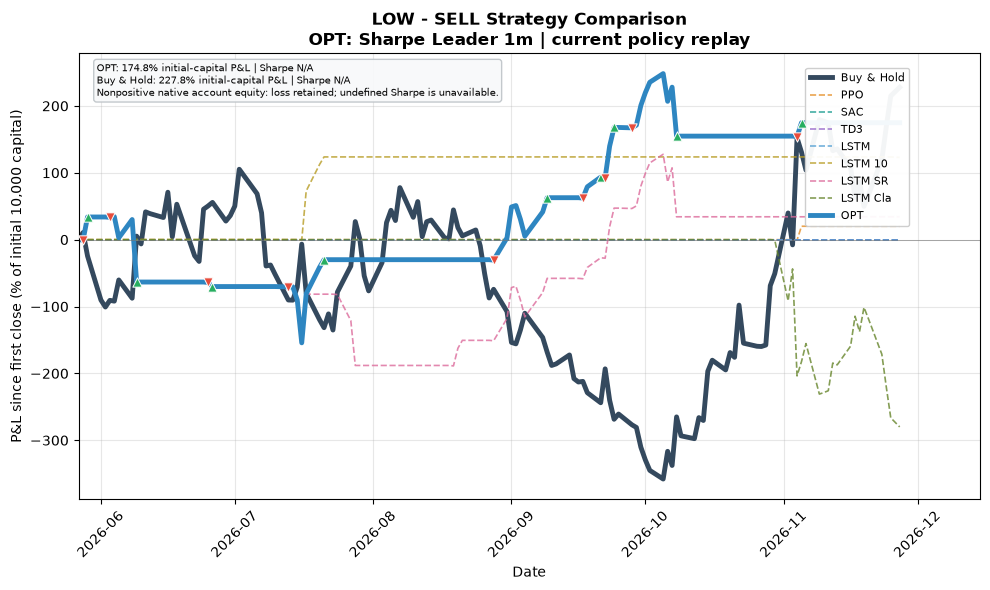 LOW - SELL Strategy Comparison
OPT: Sharpe Leader 1m | current policy replay
OPT: 174.8% initial-capital P&L | Sharpe N/A
Buy & Hold: 227.8% initial-capital P&L | Sharpe N/A
Nonpositive native account equity: loss retained; undefined Sharpe is unavailable.
Buy & Hold
PPO
SAC
TD3
LSTM
LSTM 10
LSTM SR
LSTM Cla
OPT
P&L since first close (% of initial 10,000 capital)
200
100
0
−100
−200
−300
2026-06
2026-07
2026-08
2026-09
2026-10
2026-11
2026-12
Date